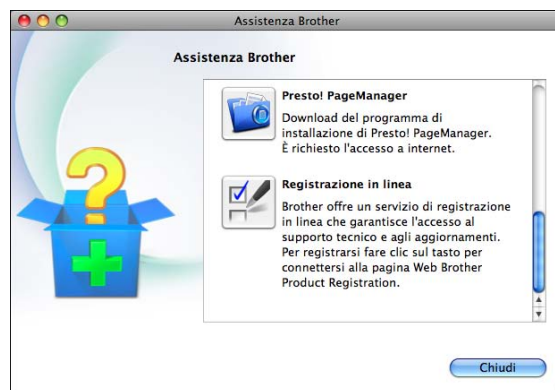 Assistenza Brother
Assistenza Brother
Presto! PageManager
Download del programma di
installazione di Presto! PageManager.
È richiesto l'accesso a internet.
Registrazione in linea
Brother offre un servizio di registrazione
in linea che garantisce l'accesso al
supporto tecnico e agli aggiornamenti.
Per registrarsi fare clic sul tasto per
connettersi alla pagina Web Brother
Product Registration.
Chiudi